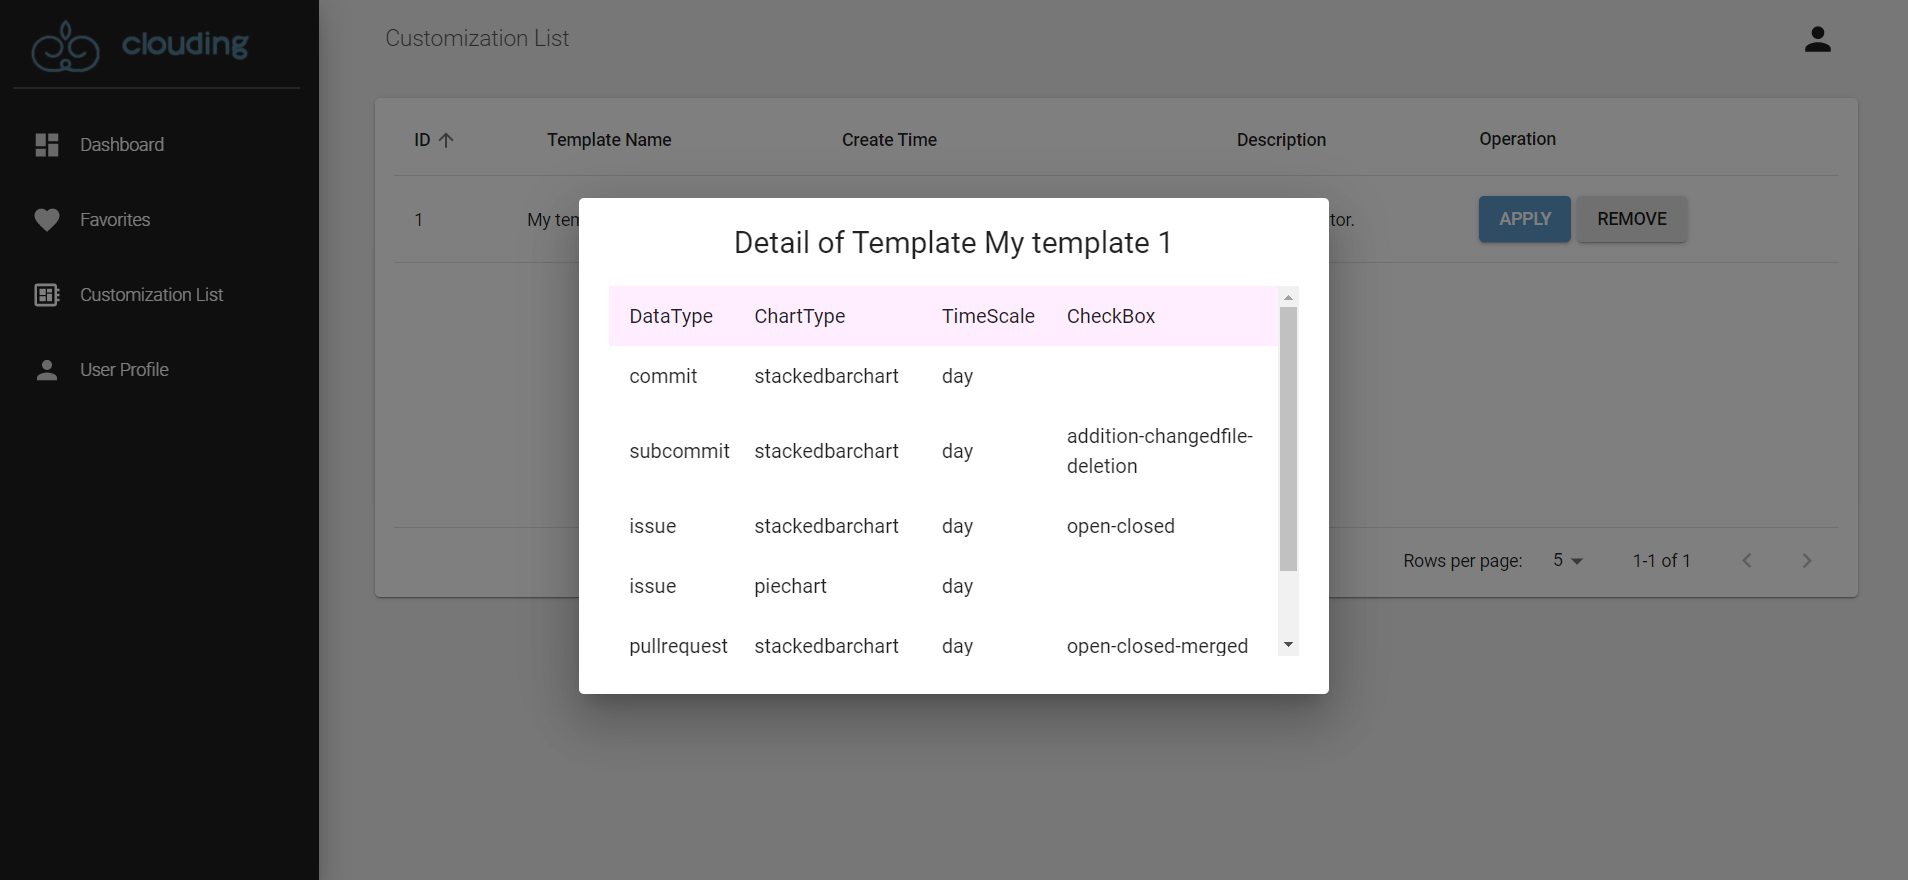 clouding
Dashboard
Favorites
Customization List
User Profile
Customization List
ID Template Name Create Time Description Operation
1 My tor. APPLY REMOVE
Detail of Template My template 1
DataType ChartType TimeScale CheckBox
commit stackedbarchart day
subcommit stackedbarchart day addition-changedfile-
deletion
issue stackedbarchart day open-closed
issue piechart day
pullrequest stackedbarchart day open-closed-merged
Rows per page: 5 1-1 of 1